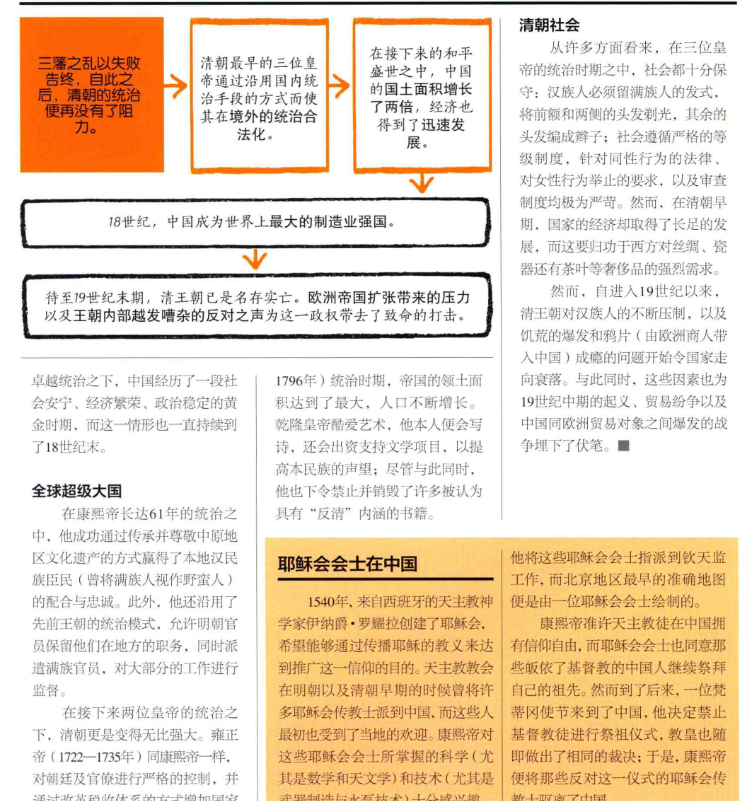 三藩之乱以失败
告终，自此之
后，清朝的统治
便再没有了阻
力。
清朝最早的三位皇
帝通过沿用国内统
治手段的方式而使
其在境外的统治合
法化。
在接下来的和平
盛世之中，中国
的国土面积增长
了两倍，经济也
得到了迅速发
展。
18世纪，中国成为世界上最大的制造业强国。
待至19世纪末期，清王朝已是名存实亡。欧洲帝国扩张带来的压力
以及王朝内部越发嘈杂的反对之声为这一政权带去了致命的打击。
卓越统治之下，中国经历了一段社
会安宁、经济繁荣、政治稳定的黄
金时期，而这一情形也一直持续到
了18世纪末。
全球超级大国
在康熙帝长达61年的统治之
中，他成功通过传承并尊敬中原地
区文化遗产的方式赢得了本地汉民
族臣民（曾将满族人视作野蛮人）
的配合与忠诚。此外，他还沿用了
先前王朝的统治模式，允许明朝官
员保留他们在地方的职务，同时派
遣满族官员，对大部分的工作进行
监督。
在接下来两位皇帝的统治之
下，清朝更是变得无比强大。雍正
帝（1722—1735年）同康熙帝一样，
对朝廷及官僚进行严格的控制，并
通过改革税收体系的方式增加国家
1796年）统治时期，帝国的领土面
积达到了最大，人口不断增长。
乾隆皇帝酷爱艺术，他本人便会写
诗，还会出资支持文学项目，以提
高本民族的声望；尽管与此同时，
他也下令禁止并销毁了许多被认为
具有“反清”内涵的书籍。
清朝社会
从许多方面看来，在三位皇
帝的统治时期之中，社会都十分保
守：汉族人必须留满族人的发式，
将前额和两侧的头发剃光，其余的
头发编成辫子；社会遵循严格的等
级制度，针对同性行为的法律、
对女性行为举止的要求，以及审查
制度均极为严苛。然而，在清朝早
期，国家的经济却取得了长足的发
展，而这要归功于西方对丝绸、瓷
器还有茶叶等奢侈品的强烈需求。
然而，自进入19世纪以来，
清王朝对汉族人的不断压制，以及
饥荒的爆发和鸦片（由欧洲商人带
入中国）成瘾的问题开始令国家走
向衰落。与此同时，这些因素也为
19世纪中期的起义、贸易纷争以及
中国同欧洲贸易对象之间爆发的战
争埋下了伏笔。■
耶稣会会士在中国
1540年，来自西班牙的天主教神
学家伊纳爵·罗耀拉创建了耶稣会，
希望能够通过传播耶稣的教义来达
到推广这一信仰的目的。天主教教会
在明朝以及清朝早期的时候曾将许
多耶稣会传教士派到中国，而这些人
最初也受到了当地的欢迎。康熙帝对
这些耶稣会会士所掌握的科学（尤
其是数学和天文学）和技术（尤其是
武器制造与水泵技术）十分感兴趣，
他将这些耶稣会会士指派到钦天监
工作，而北京地区最早的准确地图
便是由一位耶稣会会士绘制的。
康熙帝准许天主教徒在中国拥
有信仰自由，而耶稣会会士也同意那
些皈依了基督教的中国人继续祭拜
自己的祖先。然而到了后来，一位梵
蒂冈使节来到了中国，他决定禁止
基督教徒进行祭祖仪式，教皇也随
即做出了相同的裁决；于是，康熙帝
便将那些反对这一仪式的耶稣会传
教士驱离了中国。